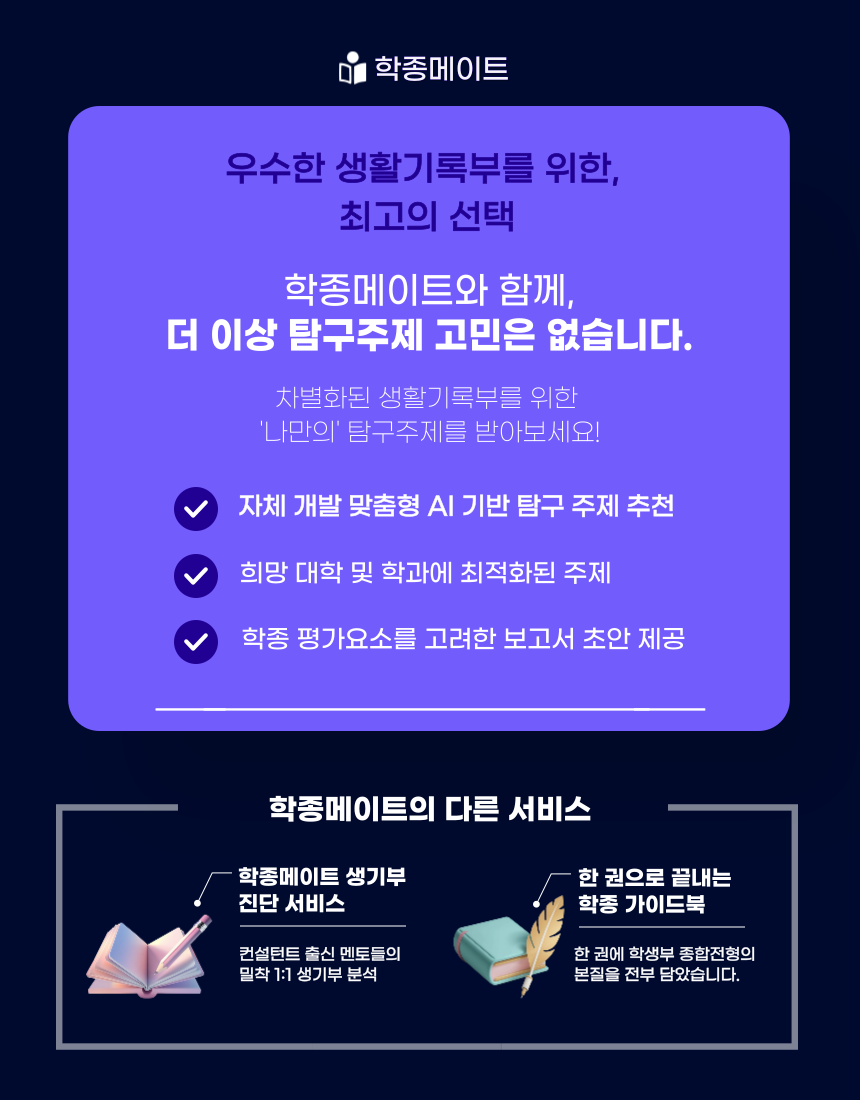 학종메이트
우수한 생활기록부를 위한,
최고의 선택
학종메이트와 함께,
더 이상 탐구주제 고민은 없습니다.
차별화된 생활기록부를 위한
'나만의' 탐구주제를 받아보세요!
자체 개발 맞춤형 AI 기반 탐구 주제 추천
희망 대학 및 학과에 최적화된 주제
학종 평가요소를 고려한 보고서 초안 제공
학종메이트의 다른 서비스
학종메이트 생기부
진단 서비스
컨설턴트 출신 멘토들의
밀착 1:1 생기부 분석
한 권으로 끝내는
학종 가이드북
한 권에 학생부 종합전형의
본질을 전부 담았습니다.